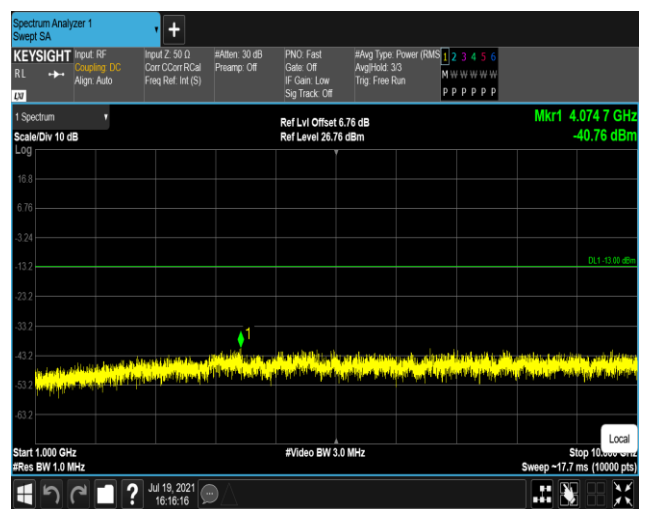 Spectrum Analyzer 1
Swept SA
+
KEYSIGHT
RL
LXI
Input: RF
Coupling: DC
Align: Auto
Input Z: 50 Ω
Corr CCorr RCal
Freq Ref: Int (S)
#Atten: 30 dB
Preamp: Off
PNO: Fast
Gate: Off
IF Gain: Low
Sig Track: Off
#Avg Type: Power (RMS
Avg|Hold: 3/3
Trig: Free Run
1 2 3 4 5 6
M W W W W W
P P P P P P
1 Spectrum
Scale/Div 10 dB
Log
Ref Lvl Offset 6.76 dB
Ref Level 26.76 dBm
Mkr1 4.074 7 GHz
-40.76 dBm
16.8
6.76
-3.24
-13.2
DL1 -13.00 dBm
-23.2
-33.2
1
-43.2
-53.2
-63.2
Local
Start 1.000 GHz
#Res BW 1.0 MHz
#Video BW 3.0 MHz
Stop 10.000 GHz
Sweep ~17.7 ms (10000 pts)
?
Jul 19, 2021
16:16:16